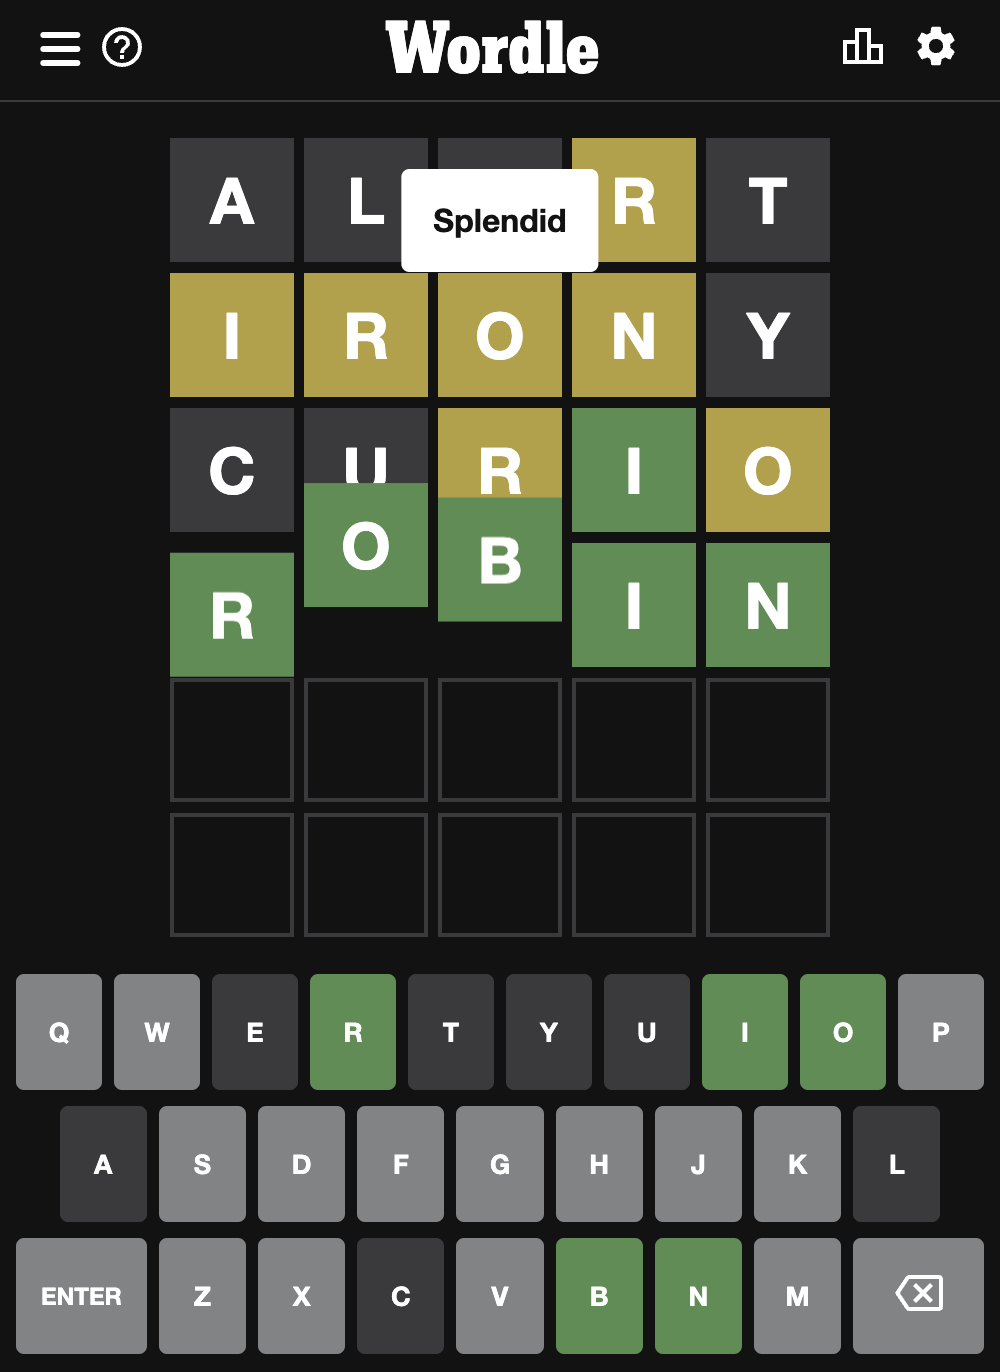 Wordle
A L R T
Splendid
I R O N Y
C U R I O
R O B I N
Q W E R T Y U I O P
A S D F G H J K L
ENTER Z X C V B N M